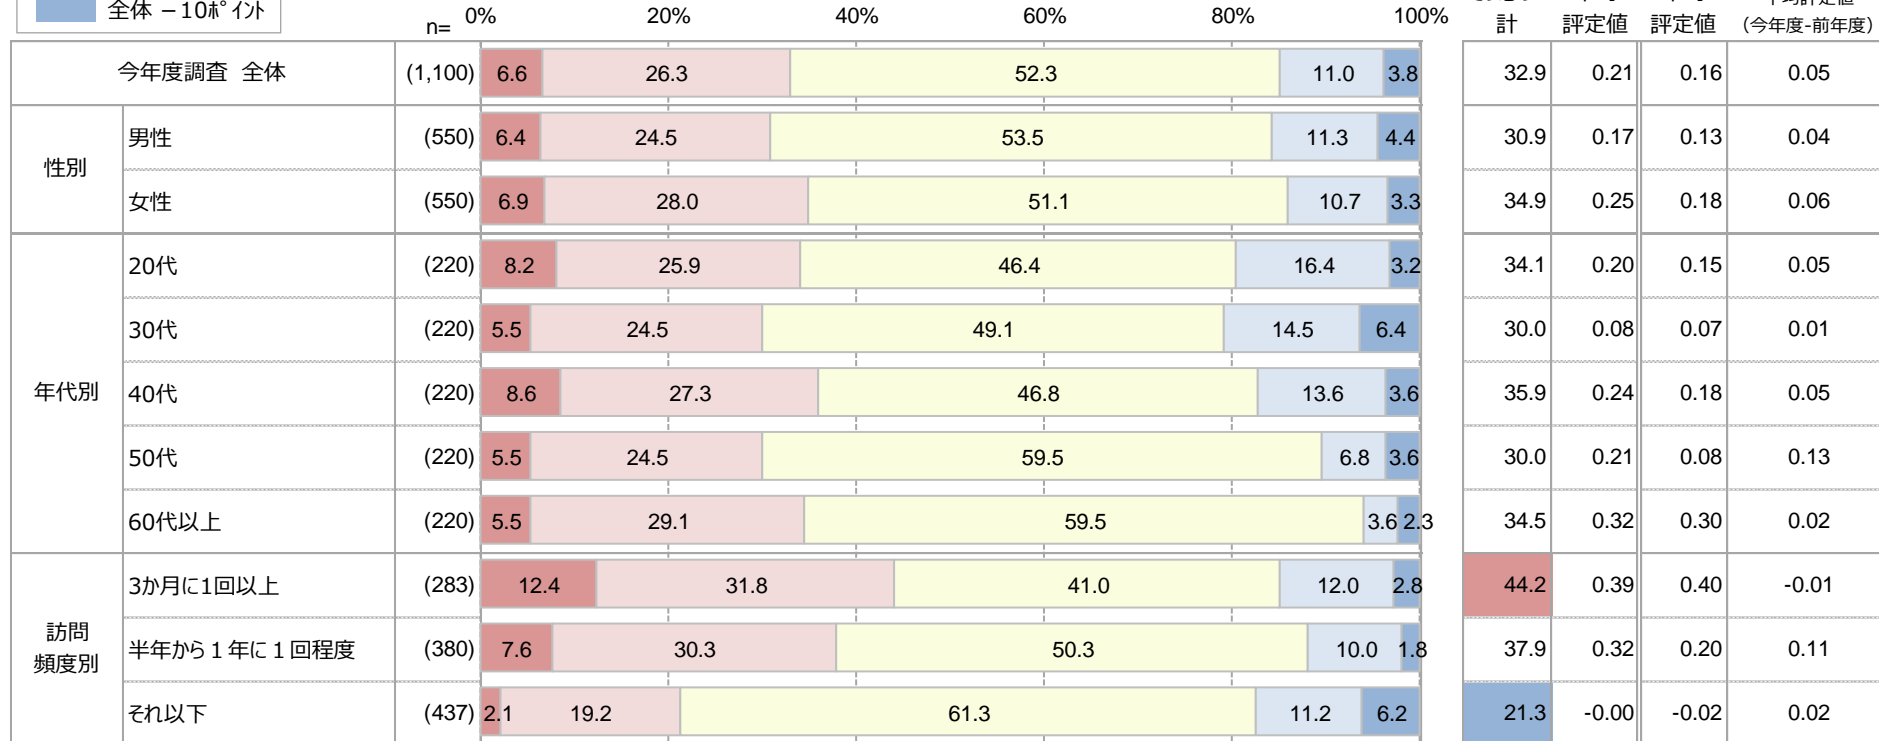 全体 －10ﾎﾟｲﾝﾄ
n= 0% 20% 40% 60% 80% 100%
計 評定値 評定値 （今年度-前年度）
今年度調査 全体 (1,100) 6.6 26.3 52.3 11.0 3.8 32.9 0.21 0.16 0.05
性別
男性 (550) 6.4 24.5 53.5 11.3 4.4 30.9 0.17 0.13 0.04
女性 (550) 6.9 28.0 51.1 10.7 3.3 34.9 0.25 0.18 0.06
年代別
20代 (220) 8.2 25.9 46.4 16.4 3.2 34.1 0.20 0.15 0.05
30代 (220) 5.5 24.5 49.1 14.5 6.4 30.0 0.08 0.07 0.01
40代 (220) 8.6 27.3 46.8 13.6 3.6 35.9 0.24 0.18 0.05
50代 (220) 5.5 24.5 59.5 6.8 3.6 30.0 0.21 0.08 0.13
60代以上 (220) 5.5 29.1 59.5 3.6 2.3 34.5 0.32 0.30 0.02
訪問
頻度別
3か月に1回以上 (283) 12.4 31.8 41.0 12.0 2.8 44.2 0.39 0.40 -0.01
半年から１年に１回程度 (380) 7.6 30.3 50.3 10.0 1.8 37.9 0.32 0.20 0.11
それ以下 (437) 2.1 19.2 61.3 11.2 6.2 21.3 -0.00 -0.02 0.02